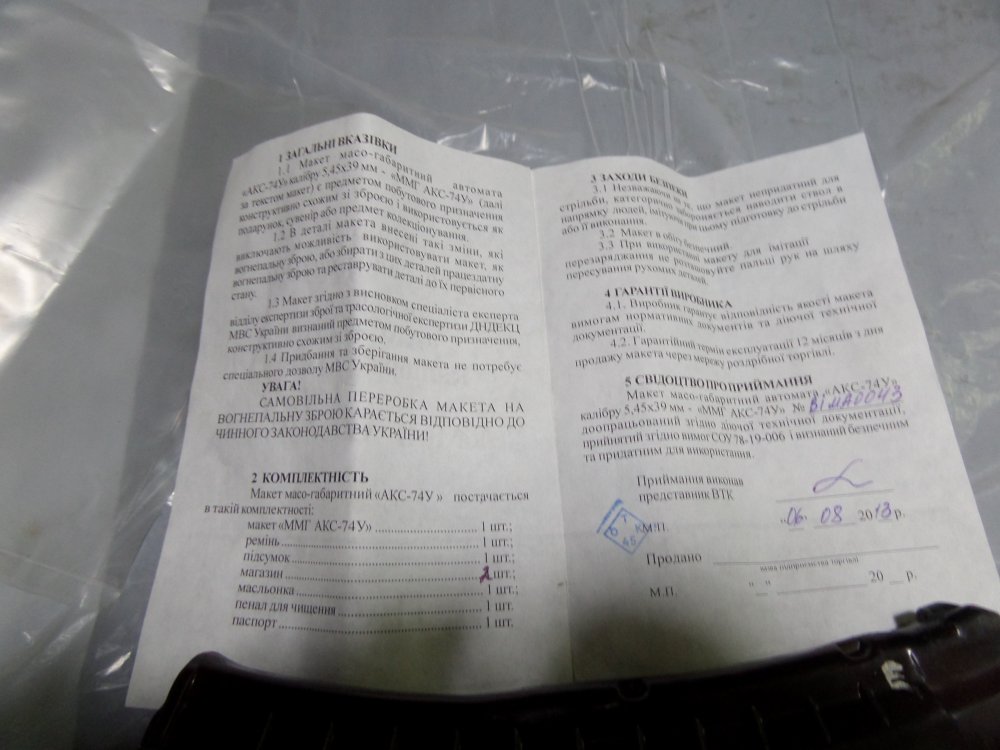 1 ЗАГАЛЬНІ ВКАЗІВКИ
1.1 Макет масо-габаритний автомата
«АКС-74У» калібру 5,45х39 мм - «ММГ АКС-74У» (далі
за текстом макет) є предметом побутового призначення
конструктивно схожим зі зброєю і використовується як
подарунок, сувенір або предмет колекціонування.
1.2 В деталі макета внесені такі зміни, які
виключають можливість використовувати макет, як
вогнепальну зброю, або збирати з цих деталей працездатну
вогнепальну зброю та реставрувати деталі до їх первісного
стану.
1.3 Макет згідно з висновком спеціаліста експерта
відділу експертизи зброї та трасологічної експертизи ДНДЕКЦ
МВС України визнаний предметом побутового призначення,
конструктивно схожим зі зброєю.
1.4 Придбання та зберігання макета не потребує
спеціального дозволу МВС України.
УВАГА!
САМОВІЛЬНА ПЕРЕРОБКА МАКЕТА НА
ВОГНЕПАЛЬНУ ЗБРОЮ КАРАЄТЬСЯ ВІДПОВІДНО ДО
ЧИННОГО ЗАКОНОДАВСТВА УКРАЇНИ!
2 КОМПЛЕКТНІСТЬ
Макет масо-габаритний «АКС-74У» постачається
в такій комплектності:
макет «ММГ АКС-74У» ........................ 1 шт.;
ремінь ........................ 1 шт.;
підсумок ........................ 1 шт.;
магазин ........................ 2 шт.;
масльонка ........................ 1 шт.
пенал для чищення ........................ 1 шт.
паспорт ........................ 1 шт.
3 ЗАХОДИ БЕЗПЕКИ
3.1 Незважаючи на те, що макет непридатний для
стрільби, категорично забороняється наводити ствол в
напрямку людей, імітуючи при цьому підготовку до стрільби
або її виконання.
3.2 Макет в обігу безпечний.
3.3 При використанні макету для імітації
перезаряджання не розташовуйте пальці рук на шляху
пересування рухомих деталей.
4 ГАРАНТІЇ ВИРОБНИКА
4.1. Виробник гарантує відповідність якості макета
вимогам нормативних документів та діючої технічної
документації.
4.2. Гарантійний термін експлуатації 12 місяців з дня
продажу макета через мережу роздрібної торгівлі.
5 СВІДОЦТВО ПРО ПРИЙМАННЯ
Макет масо-габаритний автомата «АКС-74У»
калібру 5,45х39 мм - «ММГ АКС-74У» № ВІМА0043
доопрацьований згідно діючої технічної документації,
прийнятий згідно вимог СОУ 78-19-006 і визнаний безпечним
та придатним для використання.
Приймання виконав
представник ВТК
М.П. "06" 08 2013 р.
Продано
назва підприємства торгівлі
М.П. " " 20 р.